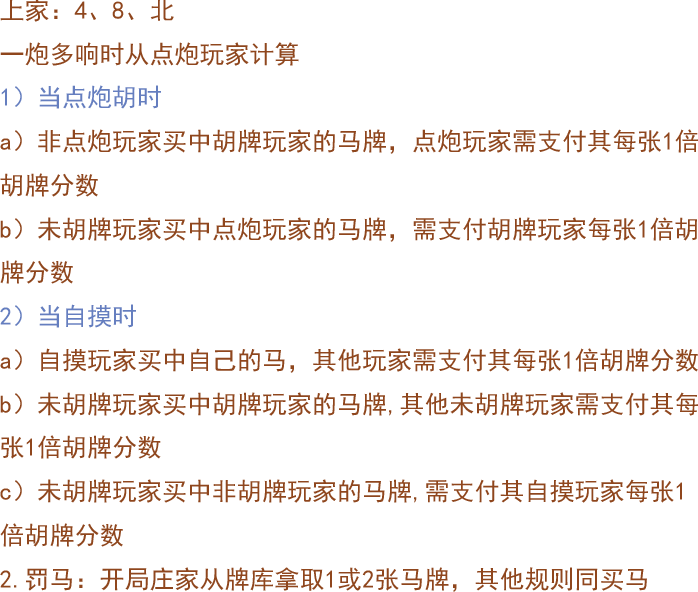 上家：4、8、北
一炮多响时从点炮玩家计算
1）当点炮胡时
a）非点炮玩家买中胡牌玩家的马牌，点炮玩家需支付其每张1倍
胡牌分数
b）未胡牌玩家买中点炮玩家的马牌，需支付胡牌玩家每张1倍胡
牌分数
2）当自摸时
a）自摸玩家买中自己的马，其他玩家需支付其每张1倍胡牌分数
b）未胡牌玩家买中胡牌玩家的马牌,其他未胡牌玩家需支付其每
张1倍胡牌分数
c）未胡牌玩家买中非胡牌玩家的马牌,需支付其自摸玩家每张1
倍胡牌分数
2.罚马：开局庄家从牌库拿取1或2张马牌，其他规则同买马